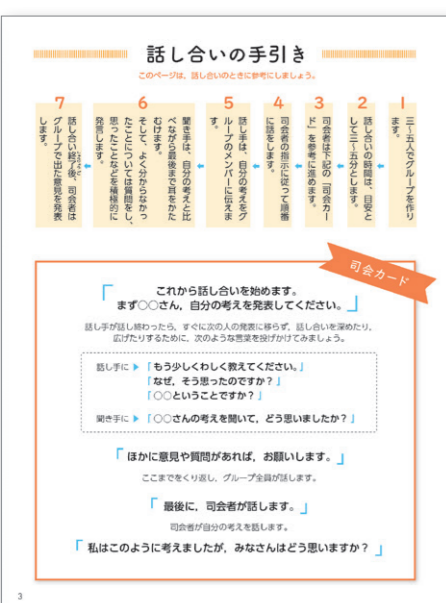 話し合いの手引き
このページは、話し合いのときに参考にしましょう。
1
三〜五人でグループを作り
ます。
2
話し合いの時間は、目安と
して三〜五分とします。
3
司会者は下記の「司会カー
ド」を参考に進めます。
4
司会者の指示に従って順番
に話をします。
5
話し手は、自分の考えをグ
ループのメンバーに伝えま
す。
6
聞き手は、自分の考えと比
べながら最後まで耳をかた
むけます。
そして、よく分からなかっ
たことについては質問をし、
思ったことなどを積極的に
発言します。
7
話し合い終了後、司会者は
グループで出た意見を発表
します。
司会カード
「これから話し合いを始めます。
まず○○さん，自分の考えを発表してください。」
話し手が話し終わったら，すぐに次の人の発表に移らず，話し合いを深めたり，
広げたりするために，次のような言葉を投げかけてみましょう。
話し手に ▶「もう少しくわしく教えてください。」
「なぜ，そう思ったのですか？」
「○○ということですか？」
聞き手に ▶「○○さんの考えを聞いて，どう思いましたか？」
「ほかに意見や質問があれば，お願いします。」
ここまでをくり返し，グループ全員が話します。
「最後に，司会者が話します。」
司会者が自分の考えを話します。
「私はこのように考えましたが，みなさんはどう思いますか？」
3